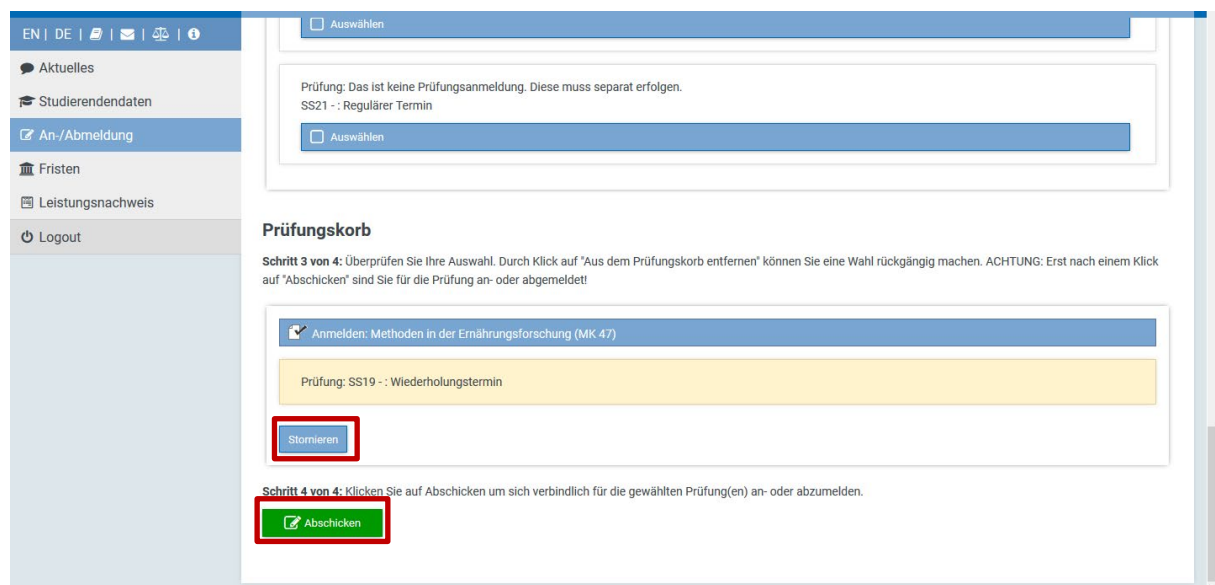 EN | DE | | | |
Aktuelles
Studierendendaten
An-/Abmeldung
Fristen
Leistungsnachweis
Logout
Auswählen
Prüfung: Das ist keine Prüfungsanmeldung. Diese muss separat erfolgen.
SS21 - : Regulärer Termin
Auswählen
Prüfungskorb
Schritt 3 von 4: Überprüfen Sie Ihre Auswahl. Durch Klick auf "Aus dem Prüfungskorb entfernen" können Sie eine Wahl rückgängig machen. ACHTUNG: Erst nach einem Klick
auf "Abschicken" sind Sie für die Prüfung an- oder abgemeldet!
Anmelden: Methoden in der Ernährungsforschung (MK 47)
Prüfung: SS19 - : Wiederholungstermin
Stornieren
Schritt 4 von 4: Klicken Sie auf Abschicken um sich verbindlich für die gewählten Prüfung(en) an- oder abzumelden.
Abschicken